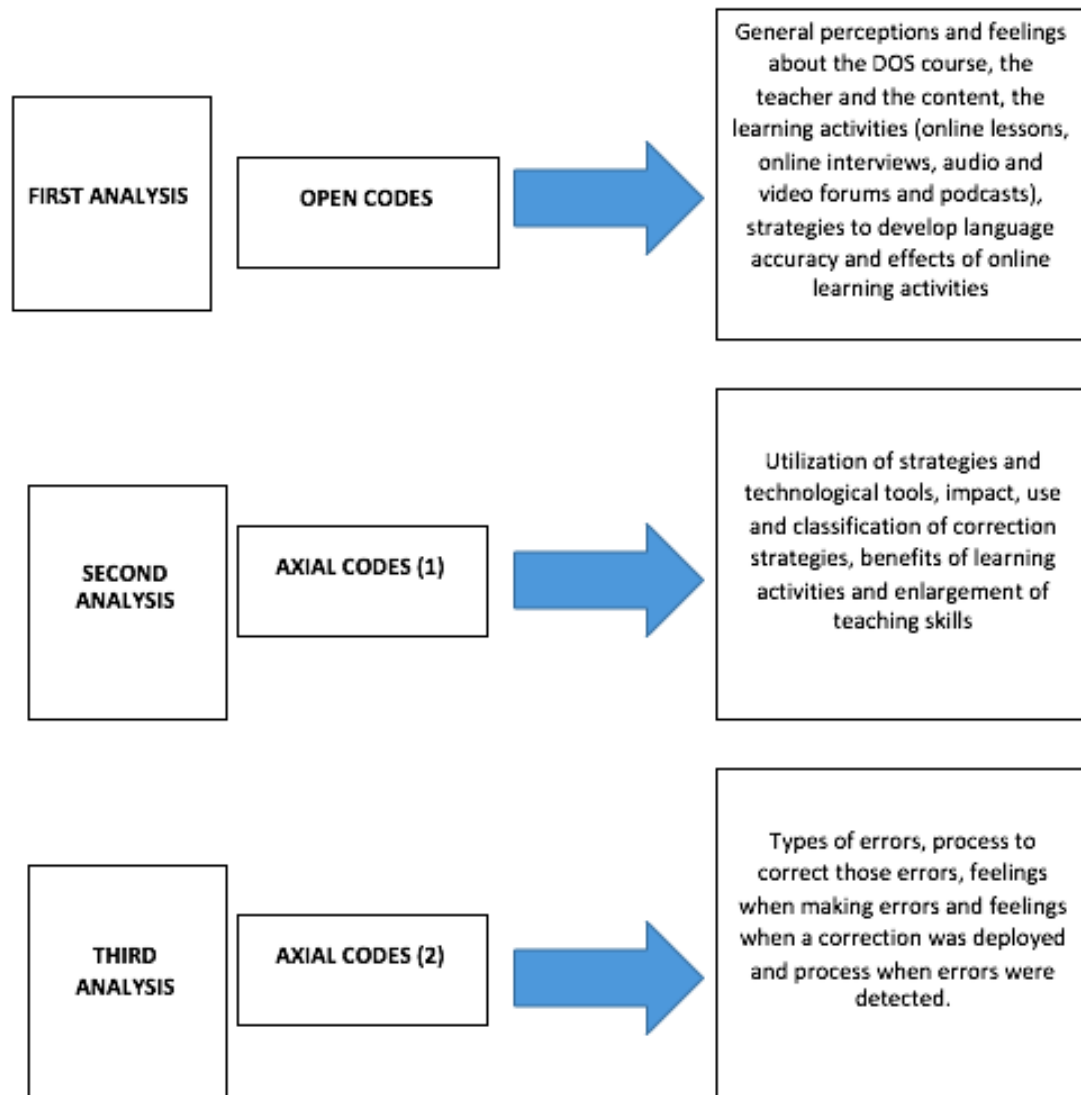 FIRST ANALYSIS
OPEN CODES
General perceptions and feelings
about the DOS course, the
teacher and the content, the
learning activities (online lessons,
online interviews, audio and
video forums and podcasts),
strategies to develop language
accuracy and effects of online
learning activities
SECOND
ANALYSIS
AXIAL CODES (1)
Utilization of strategies and
technological tools, impact, use
and classification of correction
strategies, benefits of learning
activities and enlargement of
teaching skills
THIRD
ANALYSIS
AXIAL CODES (2)
Types of errors, process to
correct those errors, feelings
when making errors and feelings
when a correction was deployed
and process when errors were
detected.